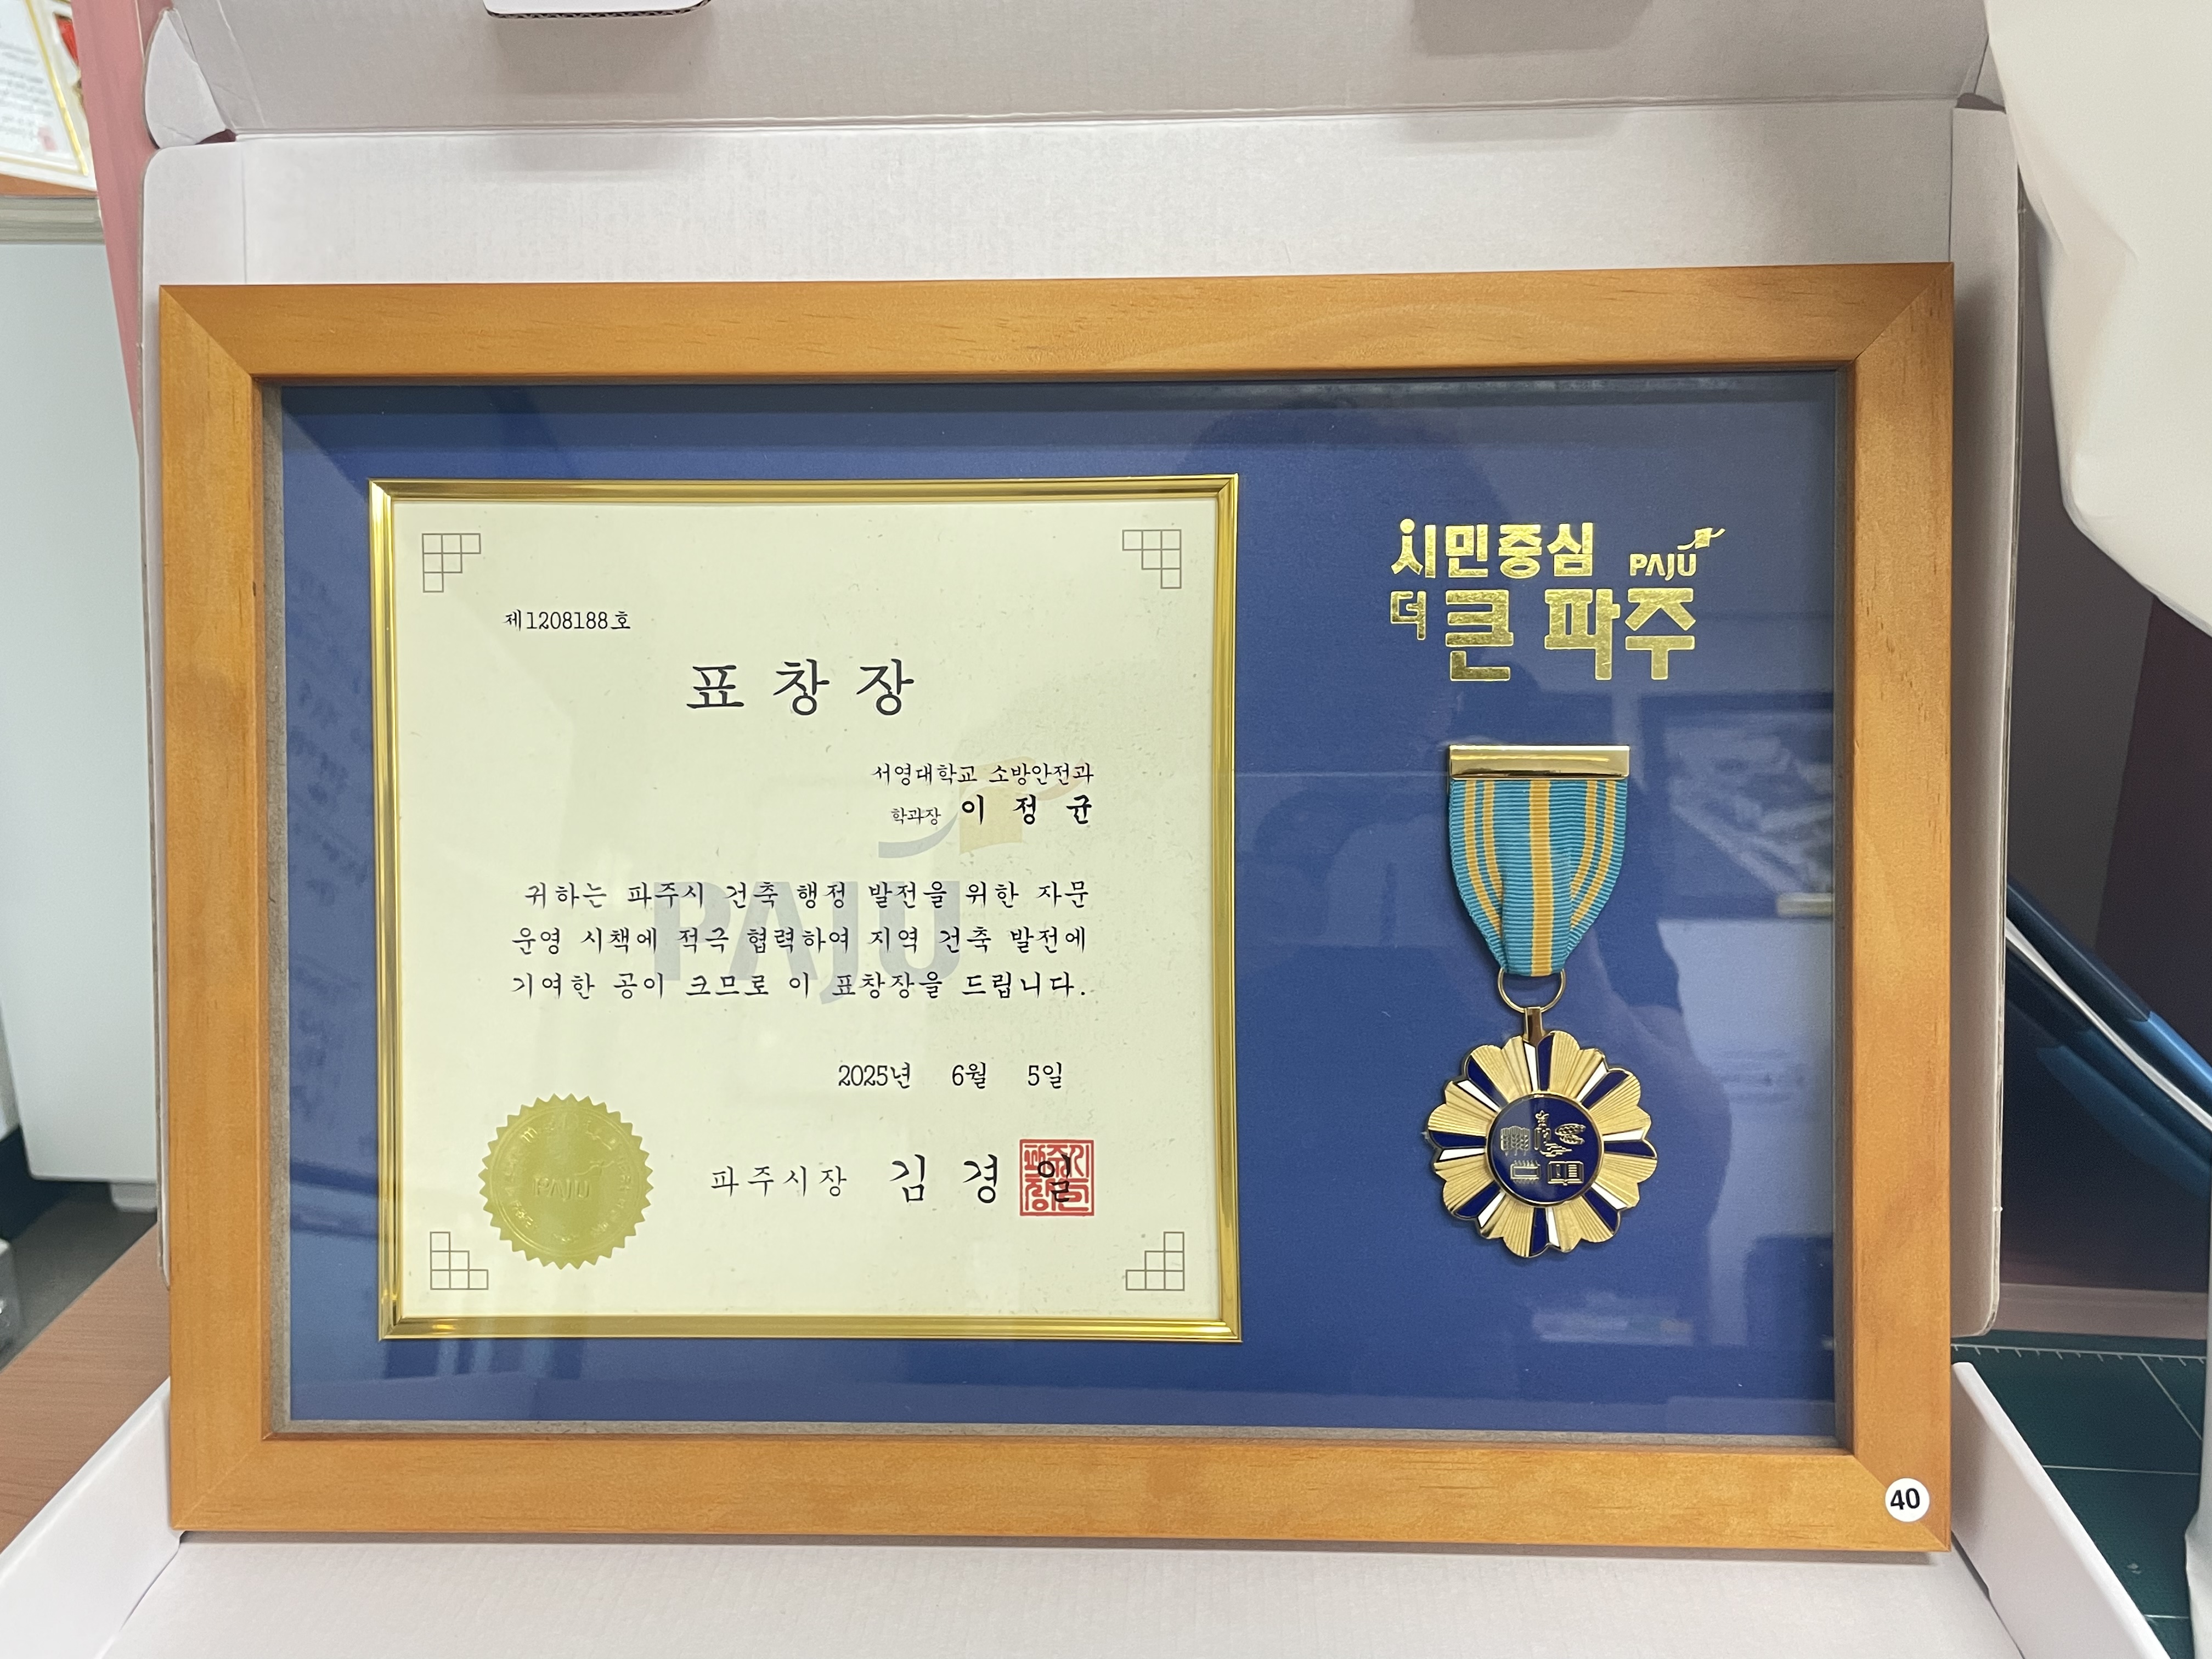 제1208188호
표 창 장
서영대학교 소방안전과
학과장 이 정 균
귀하는 파주시 건축 행정 발전을 위한 자문
운영 시책에 적극 협력하여 지역 건축 발전에
기여한 공이 크므로 이 표창장을 드립니다.
2025년 6월 5일
파주시장 김 경 일
PAJU
PAJU
시민중심 PAJU
더 큰 파주
40